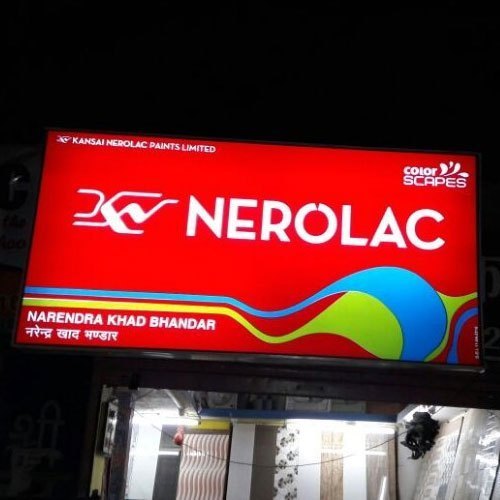 KANSAI NEROLAC PAINTS LIMITED
COLOR
SCAPES
NEROLAC
NARENDRA KHAD BHANDAR
नरेन्द्र खाद भण्डार